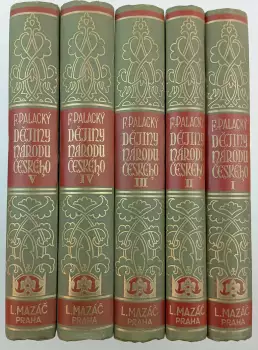 F. PALACKÝ
DĚJINY
NÁRODU
ČESKÉHO
V
L. MAZÁČ
PRAHA
F. PALACKÝ
DĚJINY
NÁRODU
ČESKÉHO
IV
L. MAZÁČ
PRAHA
F. PALACKÝ
DĚJINY
NÁRODU
ČESKÉHO
III
L. MAZÁČ
PRAHA
F. PALACKÝ
DĚJINY
NÁRODU
ČESKÉHO
II
L. MAZÁČ
PRAHA
F. PALACKÝ
DĚJINY
NÁRODU
ČESKÉHO
I
L. MAZÁČ
PRAHA